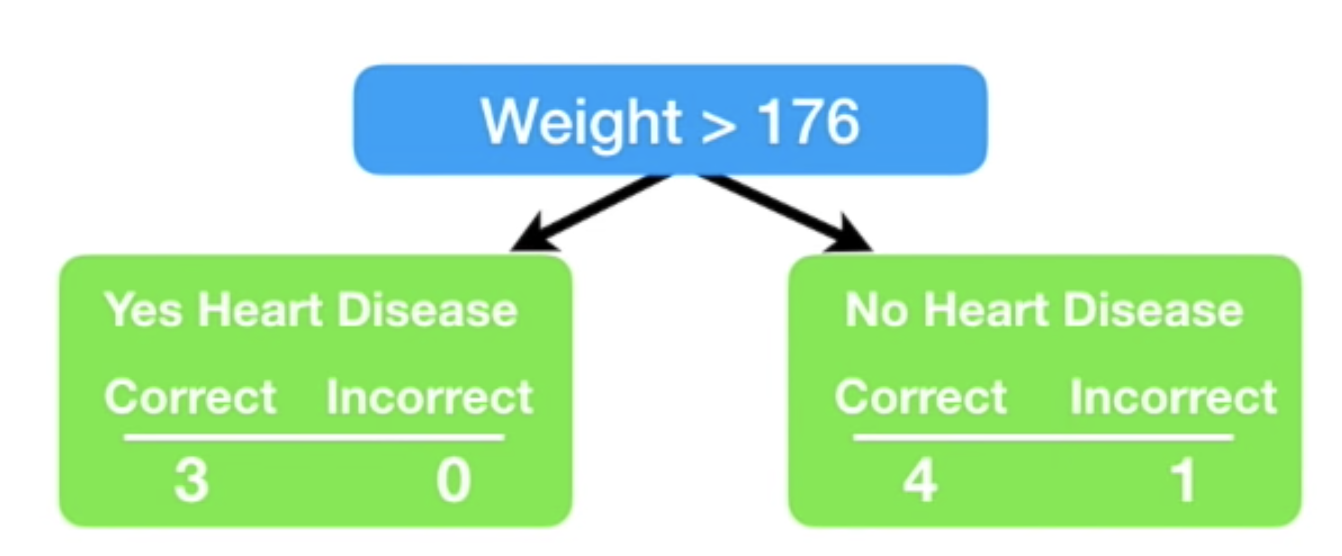 Weight > 176
Yes Heart Disease
Correct Incorrect
3 0
No Heart Disease
Correct Incorrect
4 1